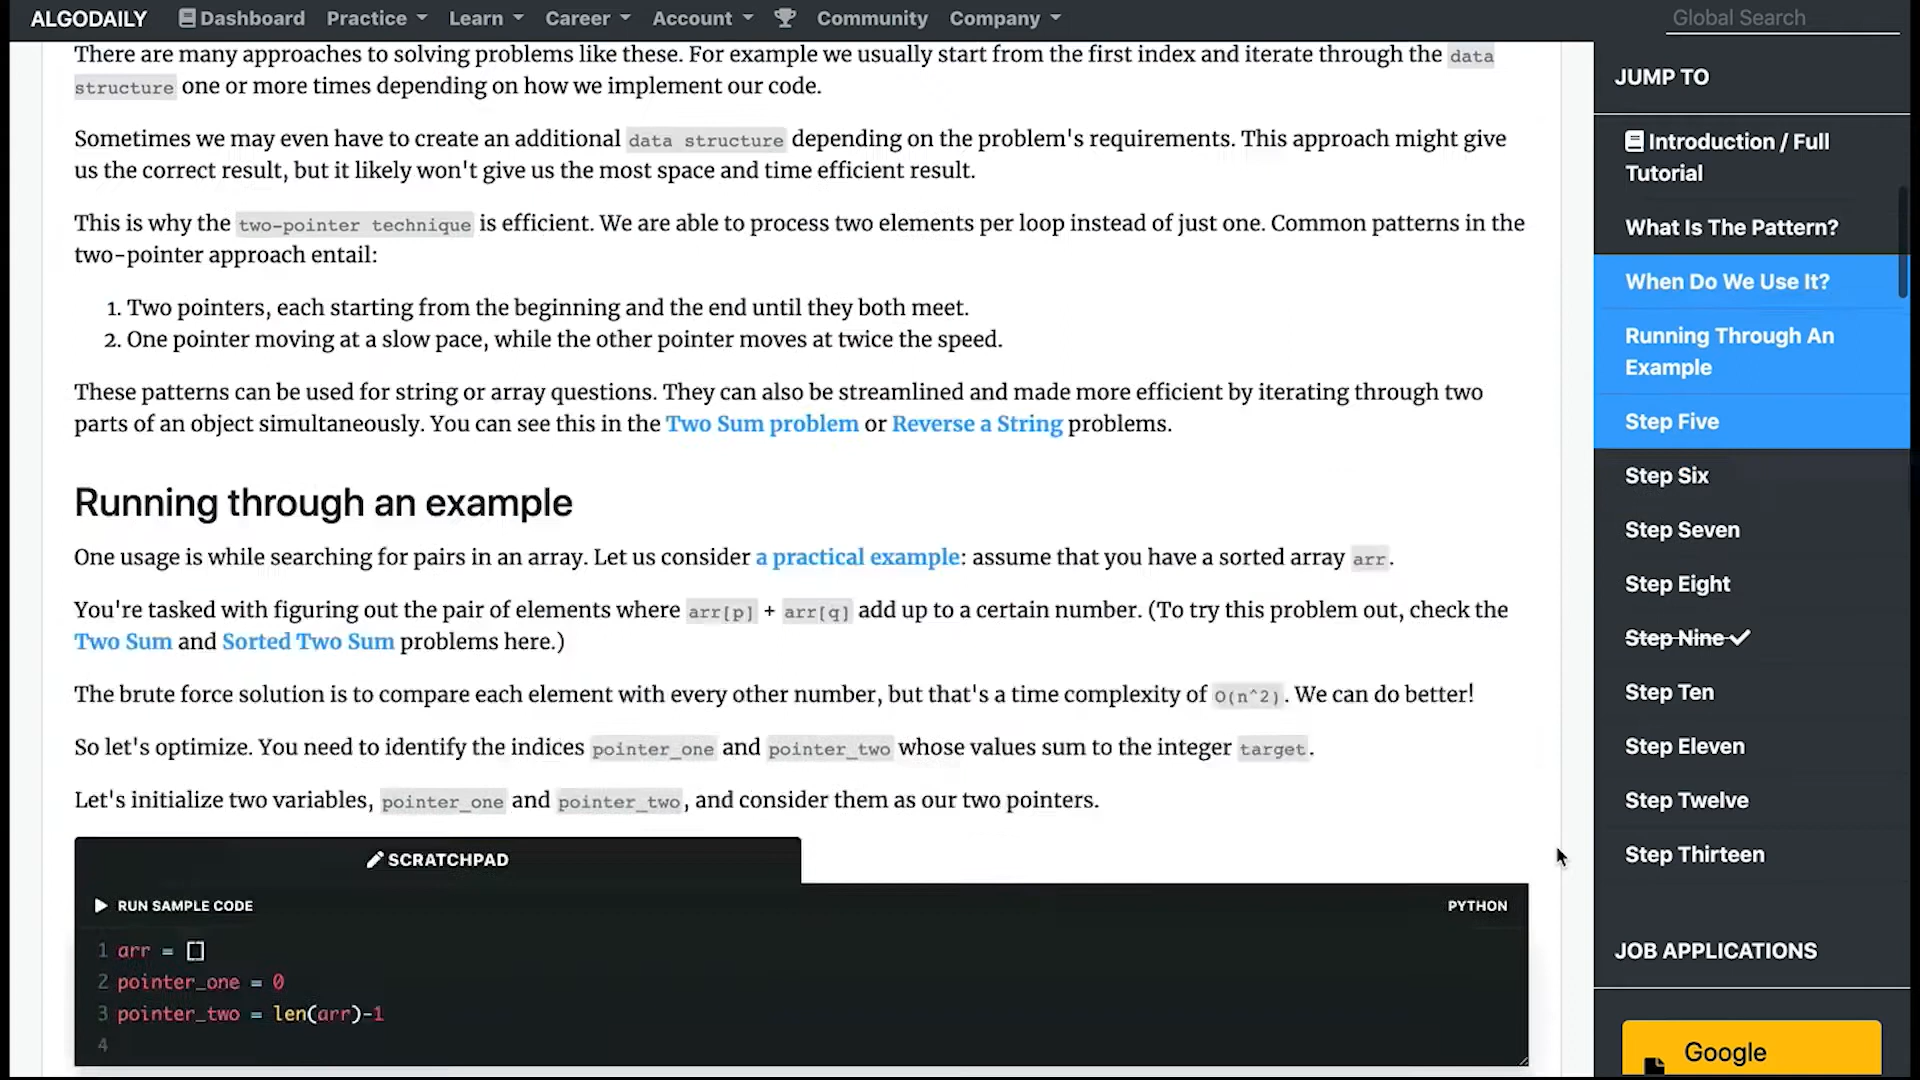 ALGODAILY Dashboard Practice Learn Career Account Community Company Global Search
There are many approaches to solving problems like these. For example we usually start from the first index and iterate through the data
structure one or more times depending on how we implement our code.
Sometimes we may even have to create an additional data structure depending on the problem's requirements. This approach might give
us the correct result, but it likely won't give us the most space and time efficient result.
This is why the two-pointer technique is efficient. We are able to process two elements per loop instead of just one. Common patterns in the
two-pointer approach entail:
1. Two pointers, each starting from the beginning and the end until they both meet.
2. One pointer moving at a slow pace, while the other pointer moves at twice the speed.
These patterns can be used for string or array questions. They can also be streamlined and made more efficient by iterating through two
parts of an object simultaneously. You can see this in the Two Sum problem or Reverse a String problems.
Running through an example
One usage is while searching for pairs in an array. Let us consider a practical example: assume that you have a sorted array arr.
You're tasked with figuring out the pair of elements where arr[p] + arr[q] add up to a certain number. (To try this problem out, check the
Two Sum and Sorted Two Sum problems here.)
The brute force solution is to compare each element with every other number, but that's a time complexity of O(n^2). We can do better!
So let's optimize. You need to identify the indices pointer_one and pointer_two whose values sum to the integer target.
Let's initialize two variables, pointer_one and pointer_two, and consider them as our two pointers.
SCRATCHPAD
RUN SAMPLE CODE PYTHON
1 arr = []
2 pointer_one = 0
3 pointer_two = len(arr)-1
4
JUMP TO
Introduction / Full
Tutorial
What Is The Pattern?
When Do We Use It?
Running Through An
Example
Step Five
Step Six
Step Seven
Step Eight
Step Nine
Step Ten
Step Eleven
Step Twelve
Step Thirteen
JOB APPLICATIONS
Google